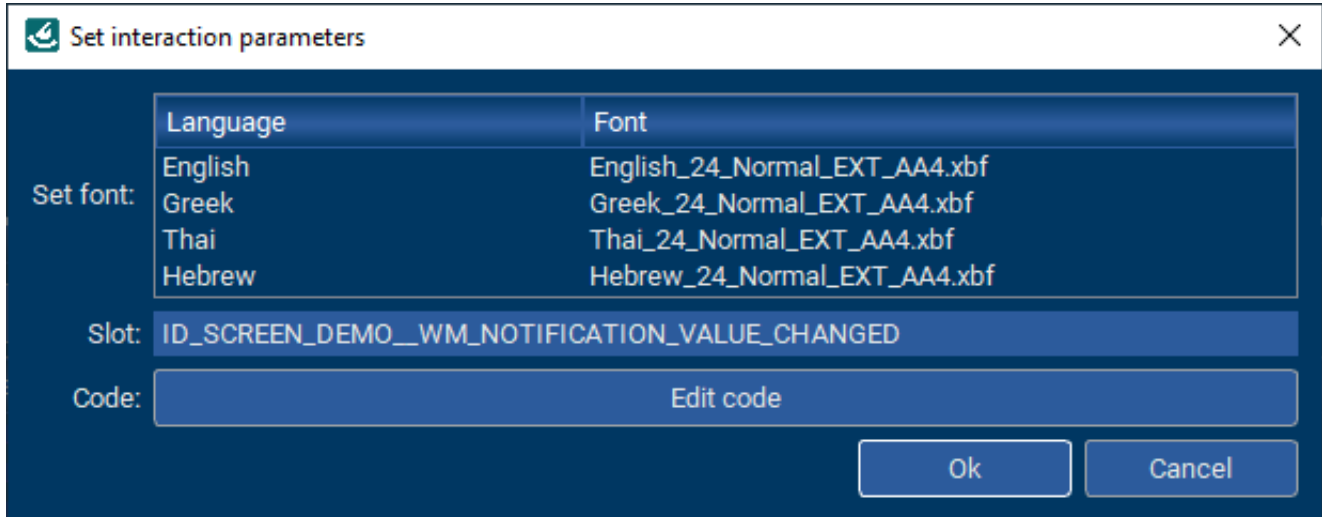 Set interaction parameters
Language Font
English English_24_Normal_EXT_AA4.xbf
Set font: Greek Greek_24_Normal_EXT_AA4.xbf
Thai Thai_24_Normal_EXT_AA4.xbf
Hebrew Hebrew_24_Normal_EXT_AA4.xbf
Slot: ID_SCREEN_DEMO__WM_NOTIFICATION_VALUE_CHANGED
Code: Edit code
Ok Cancel